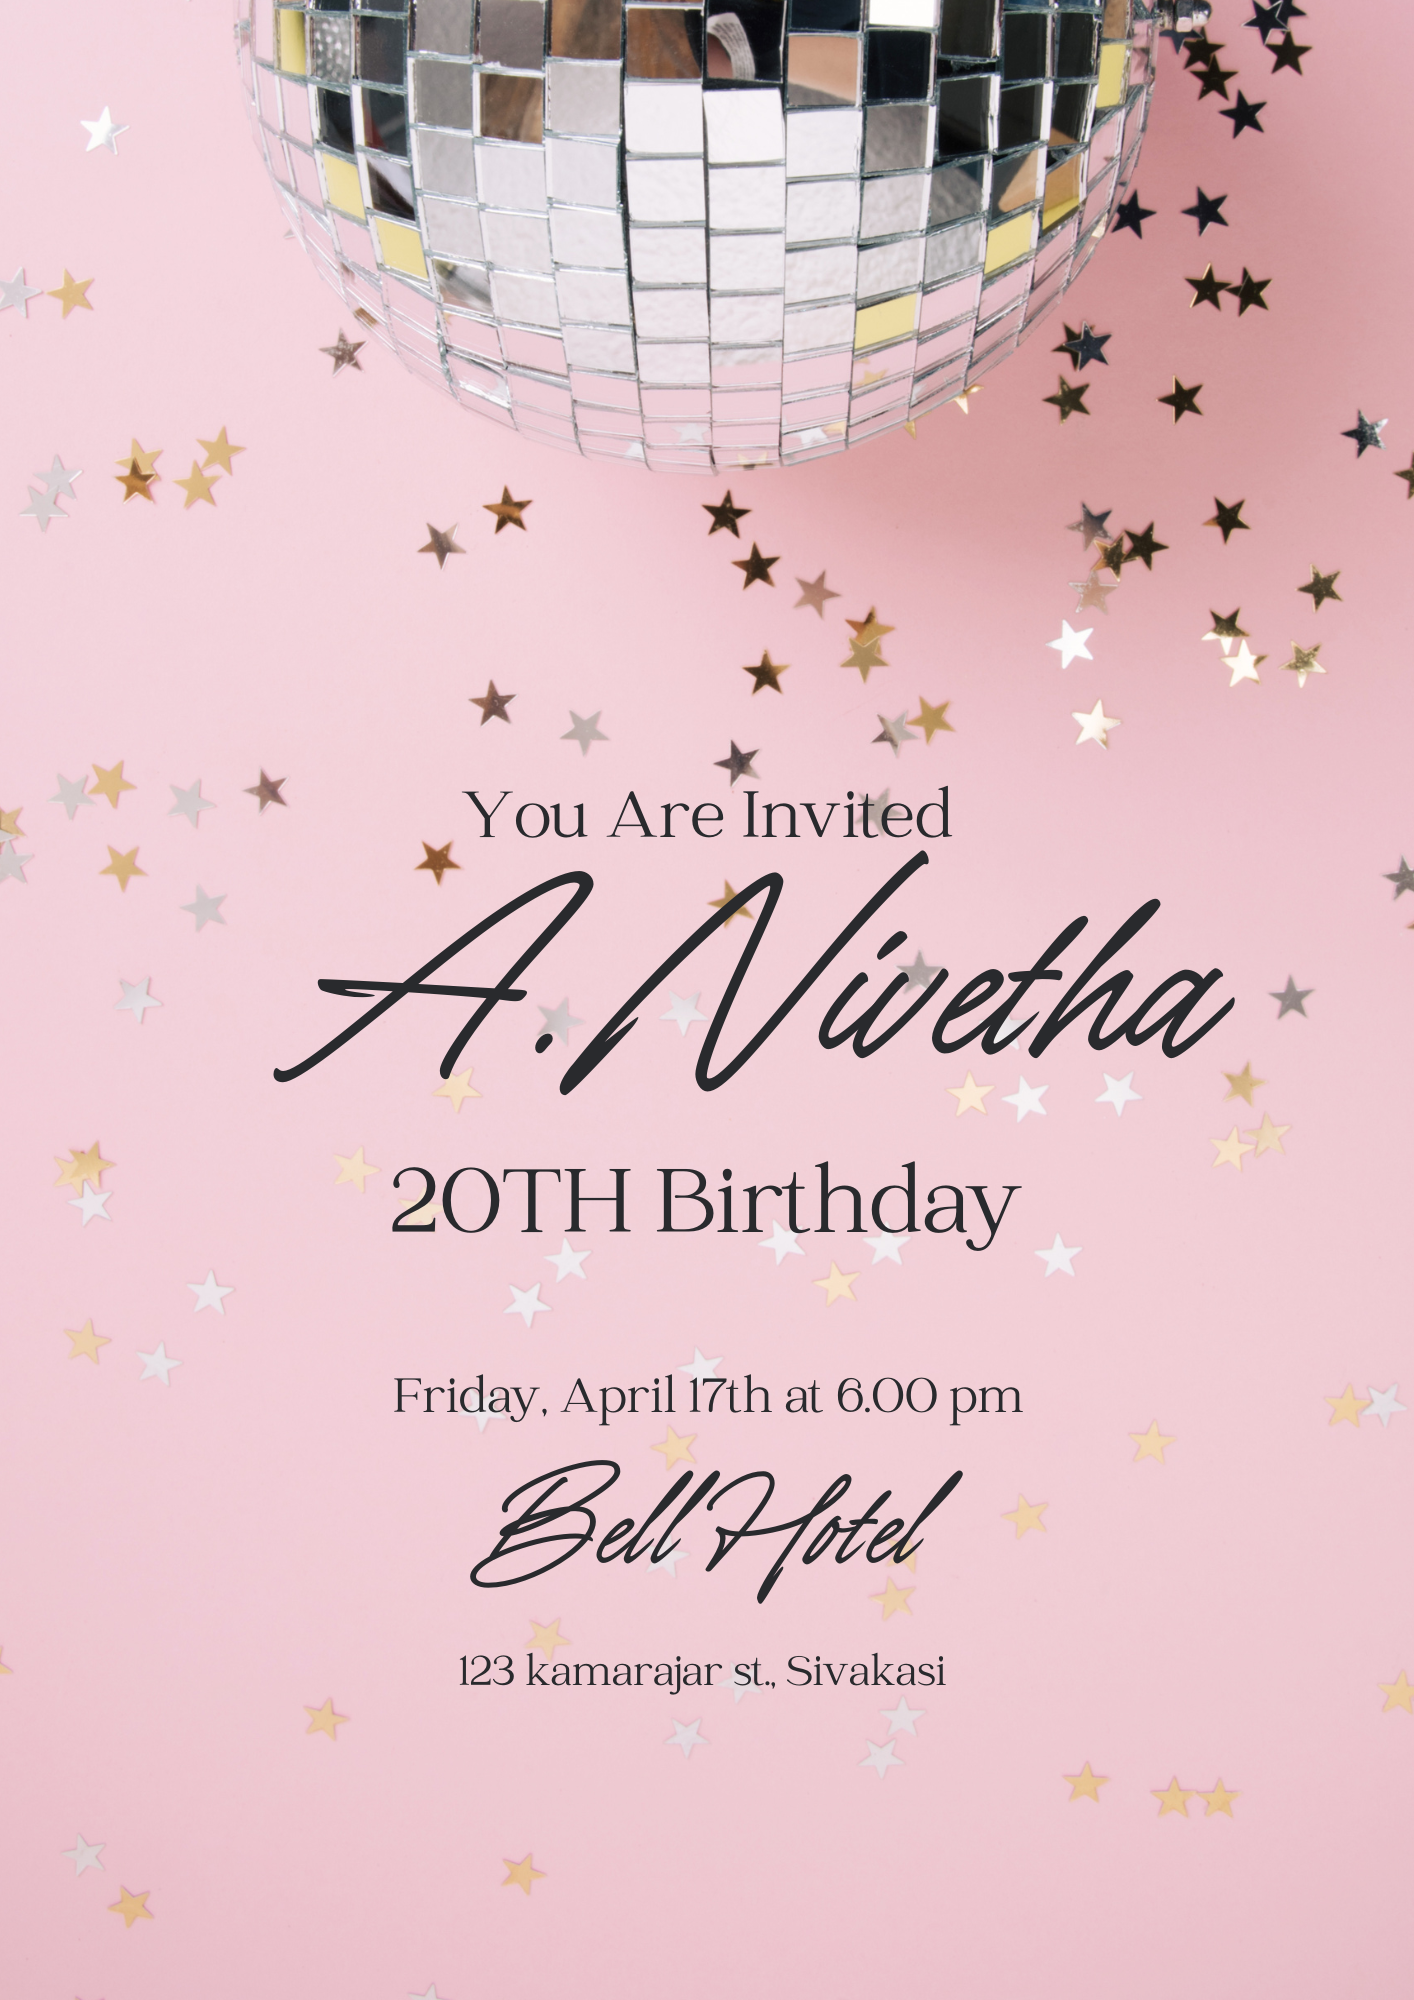 You Are Invited
A. Nivetha
20TH Birthday
Friday, April 17th at 6.00 pm
Bell Hotel
123 kamarajar st., Sivakasi